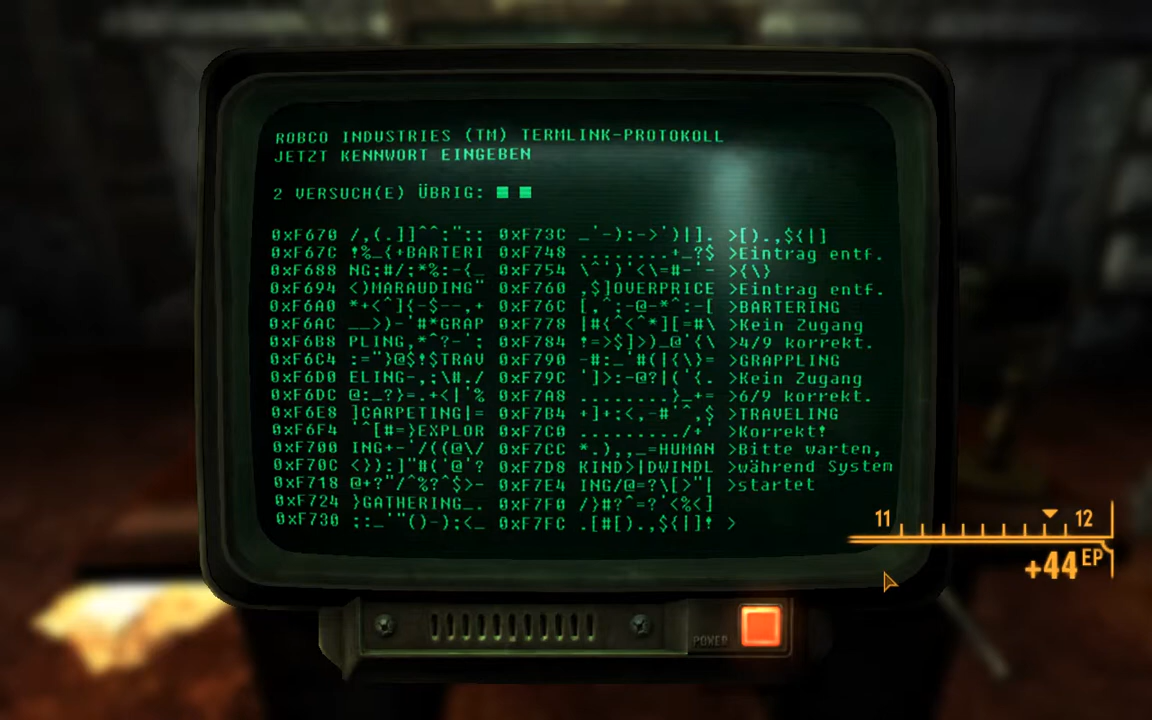 ROBCO INDUSTRIES (TM) TERMLINK-PROTOKOLL
JETZT KENNWORT EINGEBEN
2 VERSUCH(E) ÜBRIG: ■ ■
0xF670 /,(.]]^^;":; 0xF73C _'-);->')|]. >[).,${|]
0xF67C !%_{+BARTERI 0xF748 ........+_?$ >Eintrag entf.
0xF688 NG;#/;*%:-{_ 0xF754 \^^)'<\=#-'- >{\}
0xF694 <)MARAUDING" 0xF760 ,$]OVERPRICE >Eintrag entf.
0xF6A0 *+<^]{-$--,+ 0xF76C [,^;-@-*^:-[ >BARTERING
0xF6AC __>)-'#*GRAP 0xF778 |#{^<^*][=#\ >Kein Zugang
0xF6B8 PLING,*^?-'; 0xF784 !=>$]>)_@'{\ >4/9 korrekt.
0xF6C4 :="}@$!$TRAV 0xF790 -#:_'#(|{\}= >GRAPPLING
0xF6D0 ELING-,;\#./ 0xF79C ']>:-@?|('{. >Kein Zugang
0xF6DC @:_?}=.+<|'% 0xF7A8 ........}_+= >6/9 korrekt.
0xF6E8 ]CARPETING|= 0xF7B4 +]+:<,-#'^,$ >TRAVELING
0xF6F4 '^[#=}EXPLOR 0xF7C0 ........./+' >Korrekt!
0xF700 ING+-'/((@\/ 0xF7CC *.),,_=HUMAN >Bitte warten,
0xF70C <}):]"#('@'? 0xF7D8 KIND>|DWINDL >während System
0xF718 @+?"/^%?^$>- 0xF7E4 ING/@=?\[>"| >startet
0xF724 }GATHERING_.. 0xF7F0 /}#?^=?'<%<]
0xF730 ::_'"()-);<_ 0xF7FC .[#[).,${|]! >
11 12
+44 EP
POWER